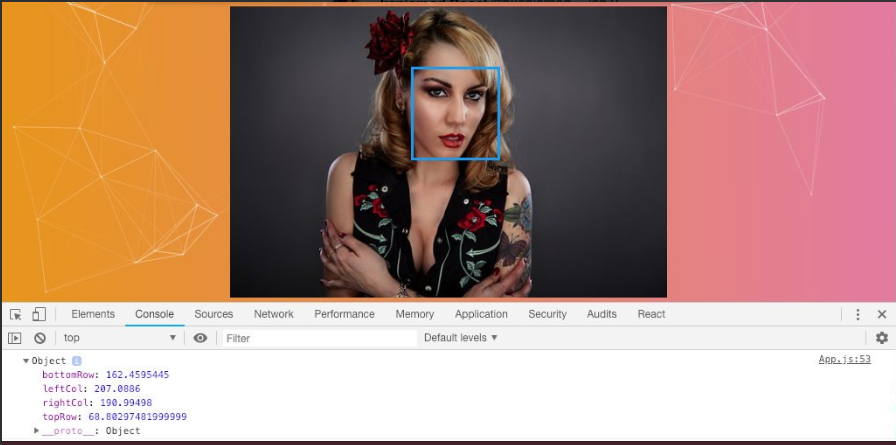 Elements Console Sources Network Performance Memory Application Security Audits React
top ▼ Filter Default levels ▼
▼Object i App.js:53
bottomRow: 162.4595445
leftCol: 207.0886
rightCol: 190.99498
topRow: 68.80297481999999
▶__proto__: Object